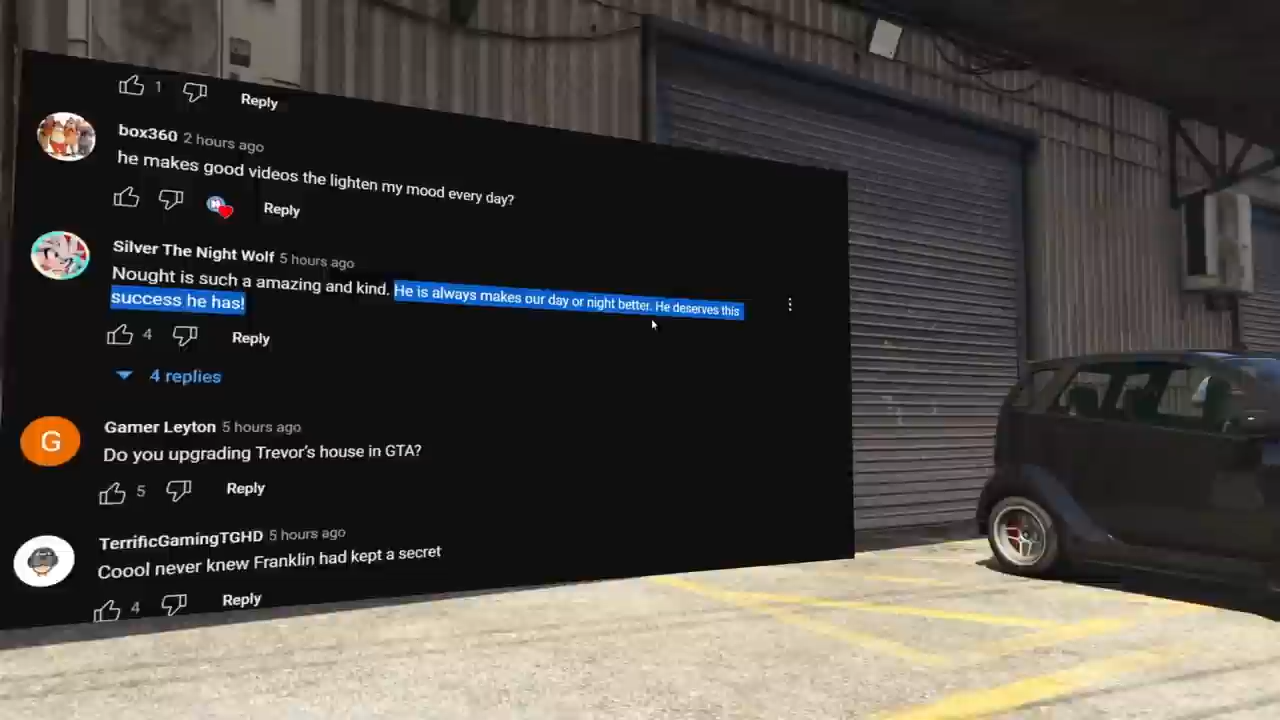 1 Reply
box360 2 hours ago
he makes good videos the lighten my mood every day?
Reply
Silver The Night Wolf 5 hours ago
Nought is such a amazing and kind. He is always makes our day or night better. He deserves this
success he has!
4 Reply
4 replies
G
Gamer Leyton 5 hours ago
Do you upgrading Trevor's house in GTA?
5 Reply
TerrificGamingTGHD 5 hours ago
Coool never knew Franklin had kept a secret
4 Reply